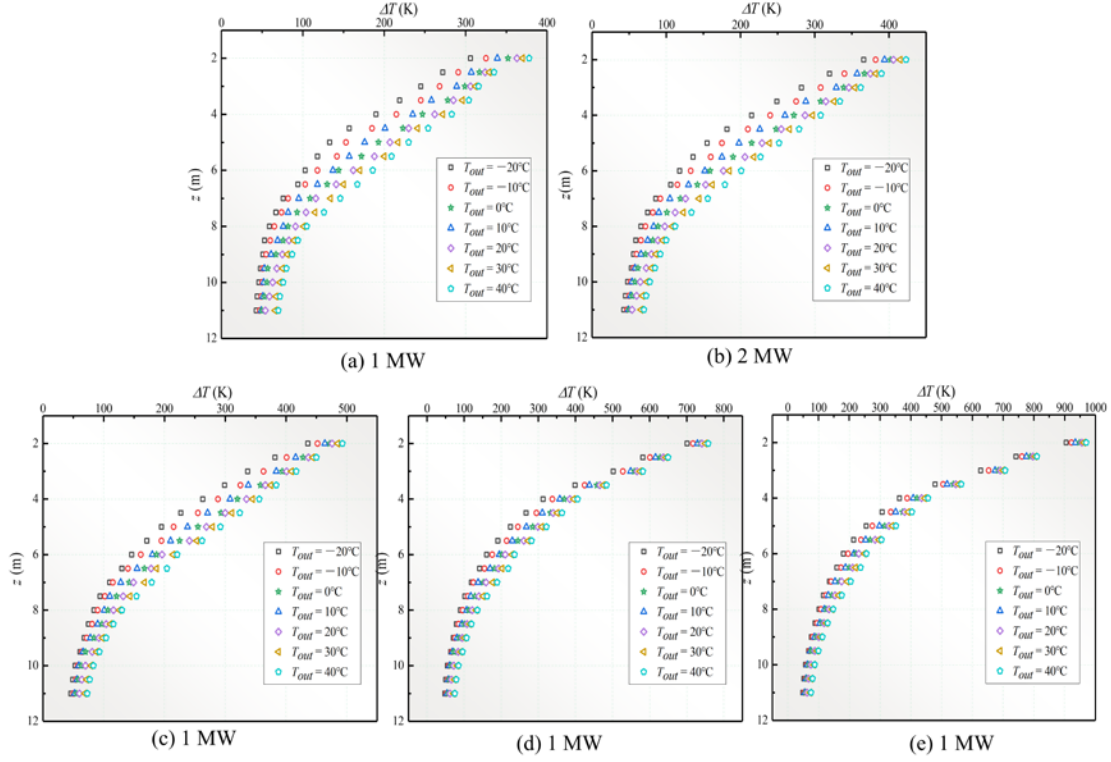 ΔT (K)
0 100 200 300 400
z (m)
2
4
6
8
10
12
T_out = −20℃
T_out = −10℃
T_out = 0℃
T_out = 10℃
T_out = 20℃
T_out = 30℃
T_out = 40℃
(a) 1 MW
ΔT (K)
0 100 200 300 400
z(m)
2
4
6
8
10
12
T_out = −20℃
T_out = −10℃
T_out = 0℃
T_out = 10℃
T_out = 20℃
T_out = 30℃
T_out = 40℃
(b) 2 MW
ΔT (K)
0 100 200 300 400 500
z (m)
2
4
6
8
10
12
T_out = −20℃
T_out = −10℃
T_out = 0℃
T_out = 10℃
T_out = 20℃
T_out = 30℃
T_out = 40℃
(c) 1 MW
ΔT (K)
0 100 200 300 400 500 600 700 800
z (m)
2
4
6
8
10
12
T_out = −20℃
T_out = −10℃
T_out = 0℃
T_out = 10℃
T_out = 20℃
T_out = 30℃
T_out = 40℃
(d) 1 MW
ΔT (K)
0 100 200 300 400 500 600 700 800 900 1000
z (m)
2
4
6
8
10
12
T_out = −20℃
T_out = −10℃
T_out = 0℃
T_out = 10℃
T_out = 20℃
T_out = 30℃
T_out = 40℃
(e) 1 MW